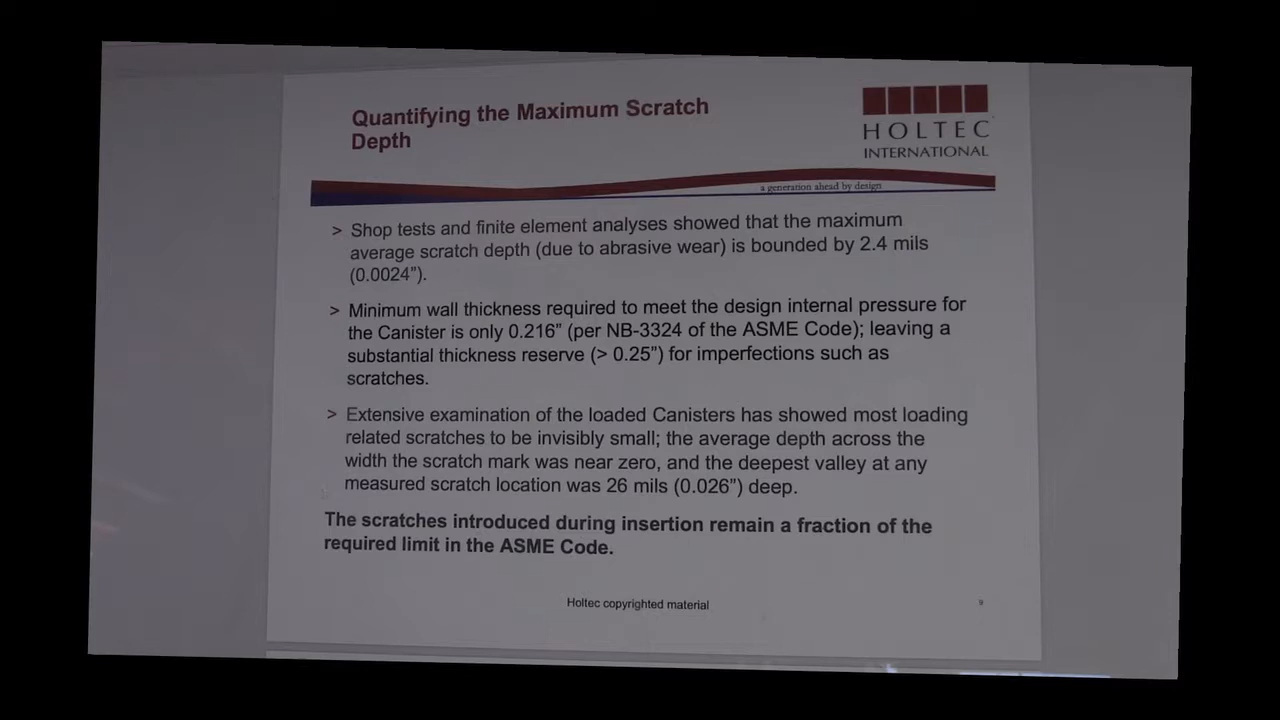 Quantifying the Maximum Scratch
Depth
HOLTEC
INTERNATIONAL
a generation ahead by design
> Shop tests and finite element analyses showed that the maximum
average scratch depth (due to abrasive wear) is bounded by 2.4 mils
(0.0024”).
> Minimum wall thickness required to meet the design internal pressure for
the Canister is only 0.216” (per NB-3324 of the ASME Code); leaving a
substantial thickness reserve (> 0.25”) for imperfections such as
scratches.
> Extensive examination of the loaded Canisters has showed most loading
related scratches to be invisibly small; the average depth across the
width the scratch mark was near zero, and the deepest valley at any
measured scratch location was 26 mils (0.026”) deep.
The scratches introduced during insertion remain a fraction of the
required limit in the ASME Code.
Holtec copyrighted material